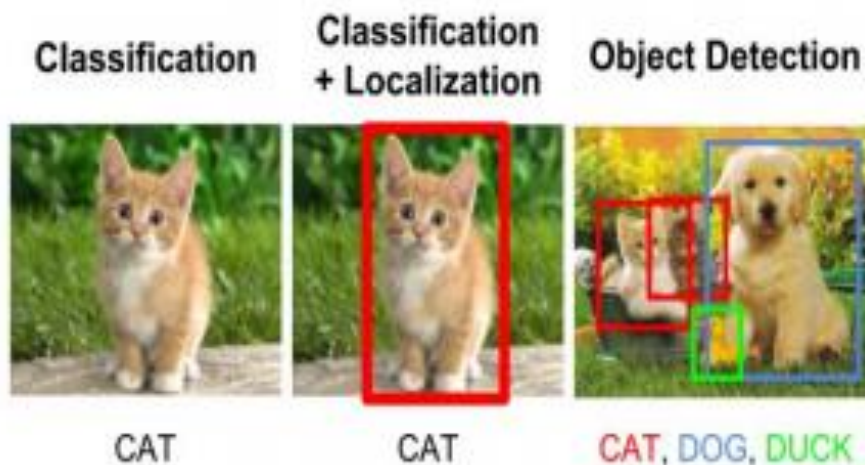 Classification
Classification
+ Localization
Object Detection
CAT
CAT
CAT, DOG, DUCK